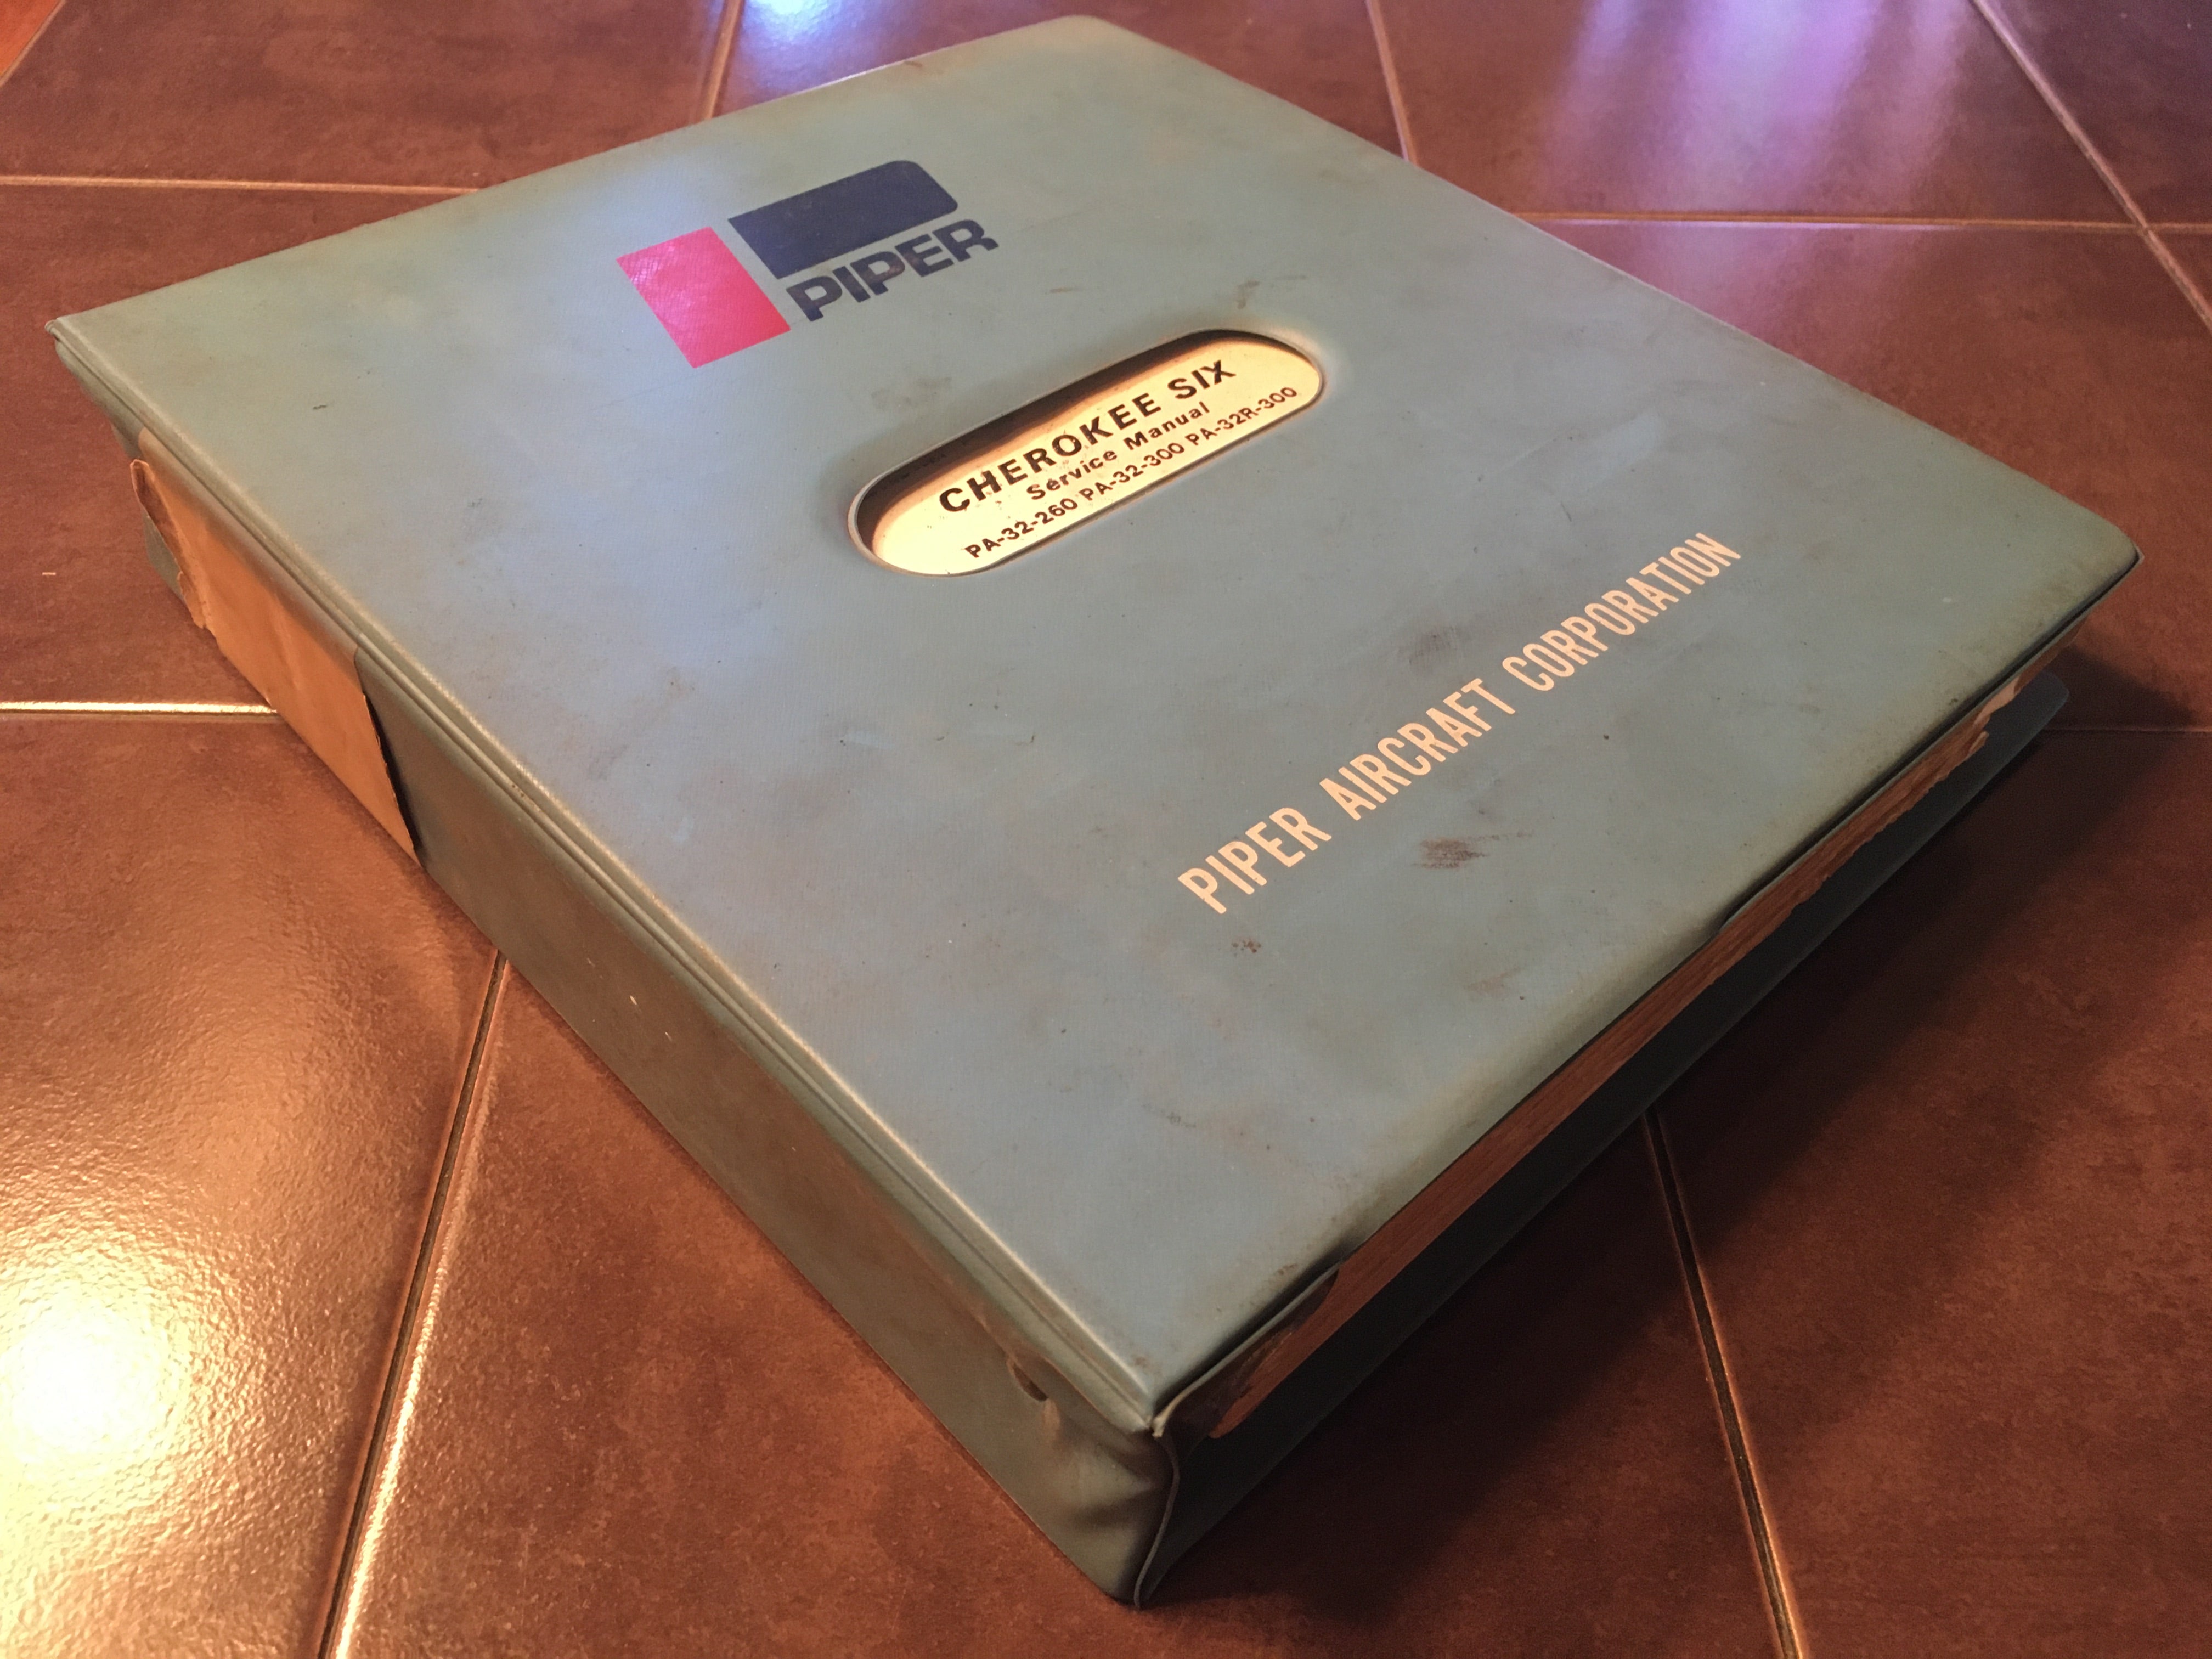 PIPER
CHEROKEE SIX
Service Manual
PA-32-260 PA-32-300 PA-32R-300
PIPER AIRCRAFT CORPORATION